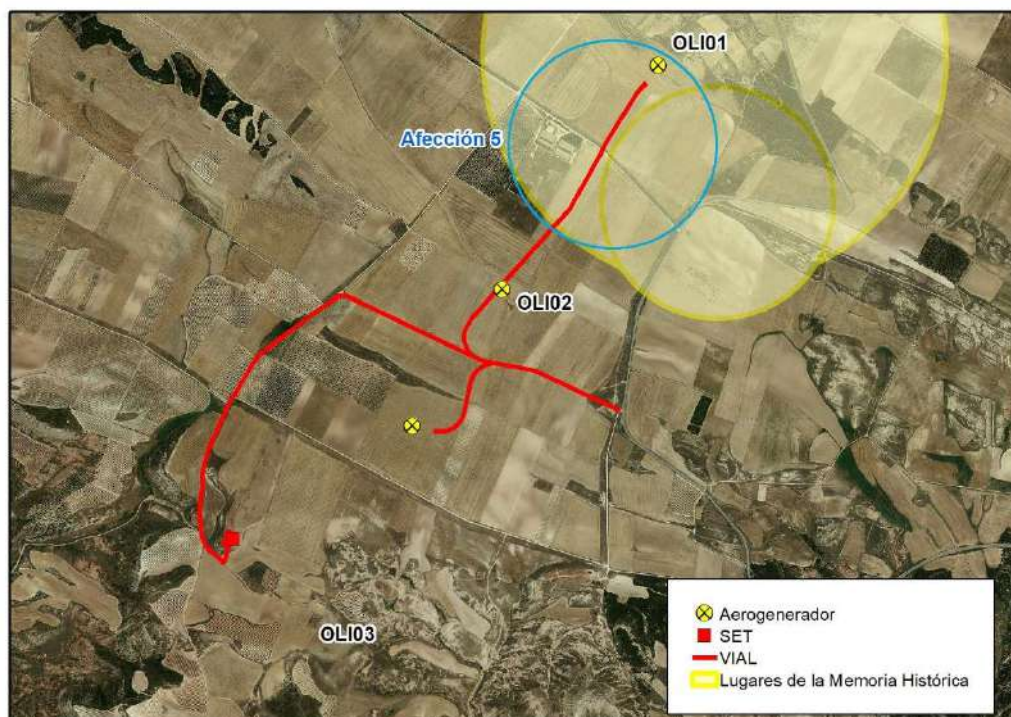 OLI01
Afección 5
OLI02
OLI03
Aerogenerador
SET
VIAL
Lugares de la Memoria Histórica